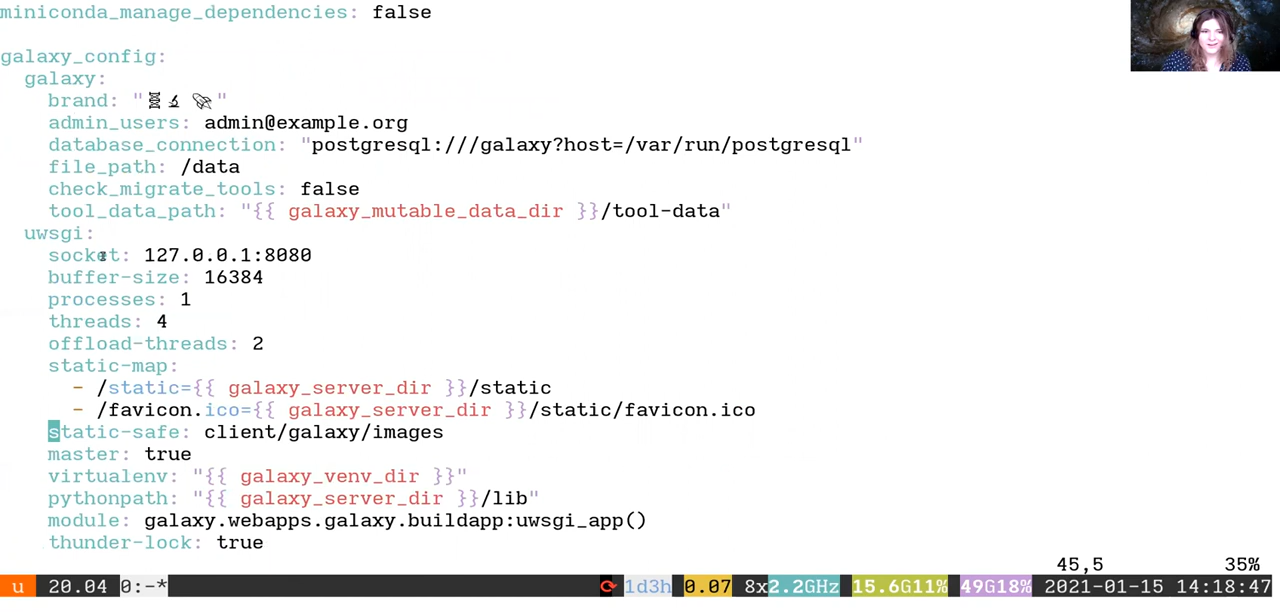 miniconda_manage_dependencies: false
galaxy_config:
galaxy:
brand: "🧬🔬🚀"
admin_users: admin@example.org
database_connection: "postgresql:///galaxy?host=/var/run/postgresql"
file_path: /data
check_migrate_tools: false
tool_data_path: "{{ galaxy_mutable_data_dir }}/tool-data"
uwsgi:
socket: 127.0.0.1:8080
buffer-size: 16384
processes: 1
threads: 4
offload-threads: 2
static-map:
- /static={{ galaxy_server_dir }}/static
- /favicon.ico={{ galaxy_server_dir }}/static/favicon.ico
static-safe: client/galaxy/images
master: true
virtualenv: "{{ galaxy_venv_dir }}"
pythonpath: "{{ galaxy_server_dir }}/lib"
module: galaxy.webapps.galaxy.buildapp:uwsgi_app()
thunder-lock: true
45,5 35%
u 20.04 0:-* 1d3h 0.07 8x2.2GHz 15.6G11% 49G18% 2021-01-15 14:18:47